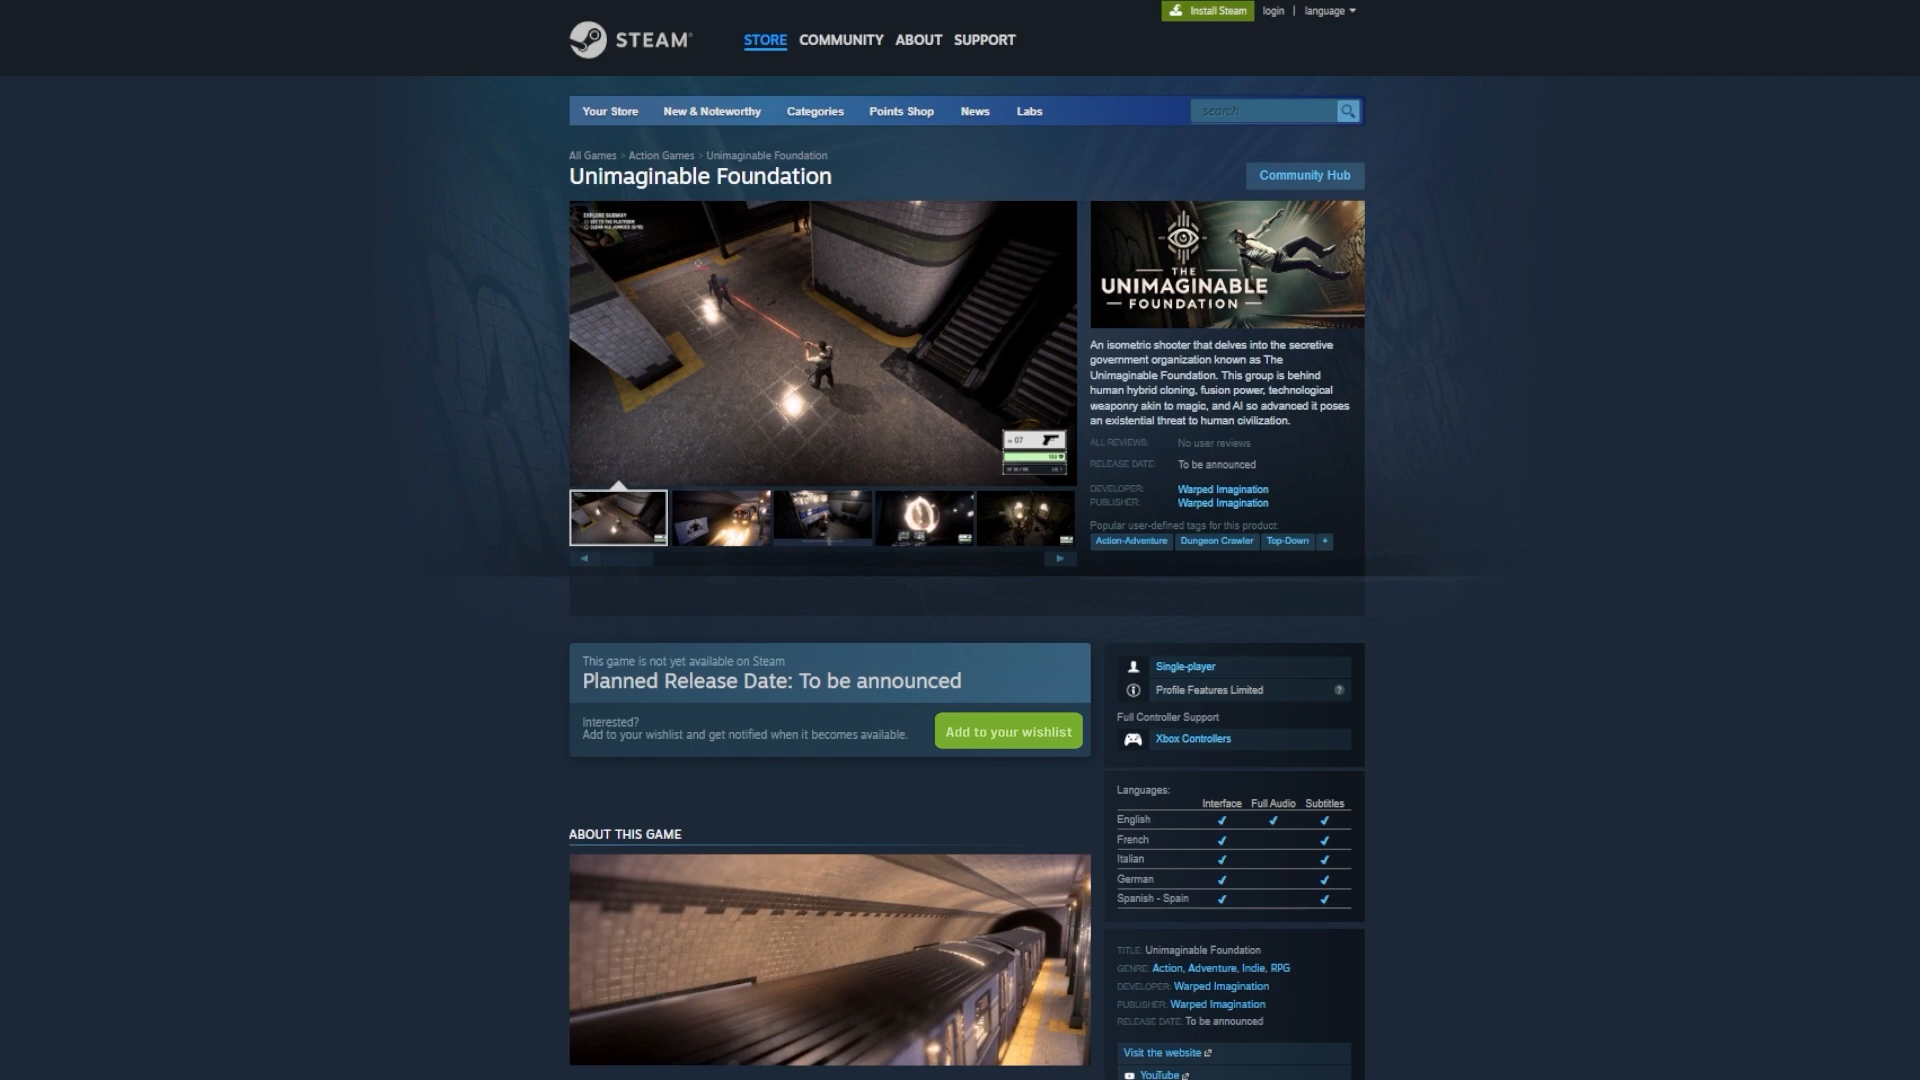 Install Steam
login
|
language
STEAM
STORE
COMMUNITY
ABOUT
SUPPORT
Your Store
New & Noteworthy
Categories
Points Shop
News
Labs
search
All Games > Action Games > Unimaginable Foundation
Unimaginable Foundation
Community Hub
EXPLORE SUBWAY
GET TO THE PLATFORM
07
100
THE
UNIMAGINABLE
FOUNDATION
An isometric shooter that delves into the secretive
government organization known as The
Unimaginable Foundation. This group is behind
human hybrid cloning, fusion power, technological
weaponry akin to magic, and AI so advanced it poses
an existential threat to human civilization.
ALL REVIEWS: No user reviews
RELEASE DATE: To be announced
DEVELOPER: Warped Imagination
PUBLISHER: Warped Imagination
Popular user-defined tags for this product:
Action-Adventure
Dungeon Crawler
Top-Down
+
This game is not yet available on Steam
Planned Release Date: To be announced
Interested?
Add to your wishlist and get notified when it becomes available.
Add to your wishlist
Single-player
Profile Features Limited
?
Full Controller Support
Xbox Controllers
Languages:
Interface Full Audio Subtitles
English ✔ ✔ ✔
French ✔ ✔
Italian ✔ ✔
German ✔ ✔
Spanish - Spain ✔ ✔
ABOUT THIS GAME
TITLE: Unimaginable Foundation
GENRE: Action, Adventure, Indie, RPG
DEVELOPER: Warped Imagination
PUBLISHER: Warped Imagination
RELEASE DATE: To be announced
Visit the website
YouTube